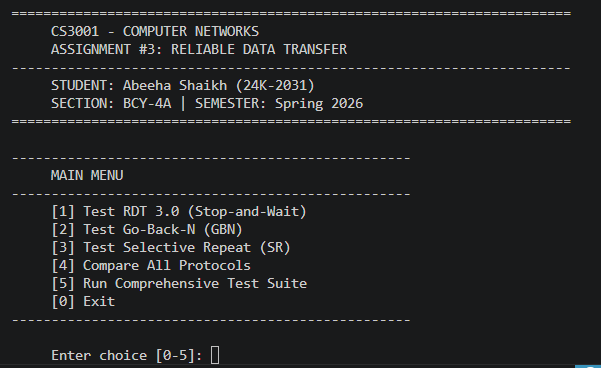 ======================================================================
CS3001 - COMPUTER NETWORKS
ASSIGNMENT #3: RELIABLE DATA TRANSFER
----------------------------------------------------------------------
STUDENT: Abeeha Shaikh (24K-2031)
SECTION: BCY-4A | SEMESTER: Spring 2026
======================================================================
--------------------------------------------------
MAIN MENU
--------------------------------------------------
[1] Test RDT 3.0 (Stop-and-Wait)
[2] Test Go-Back-N (GBN)
[3] Test Selective Repeat (SR)
[4] Compare All Protocols
[5] Run Comprehensive Test Suite
[0] Exit
--------------------------------------------------
Enter choice [0-5]: